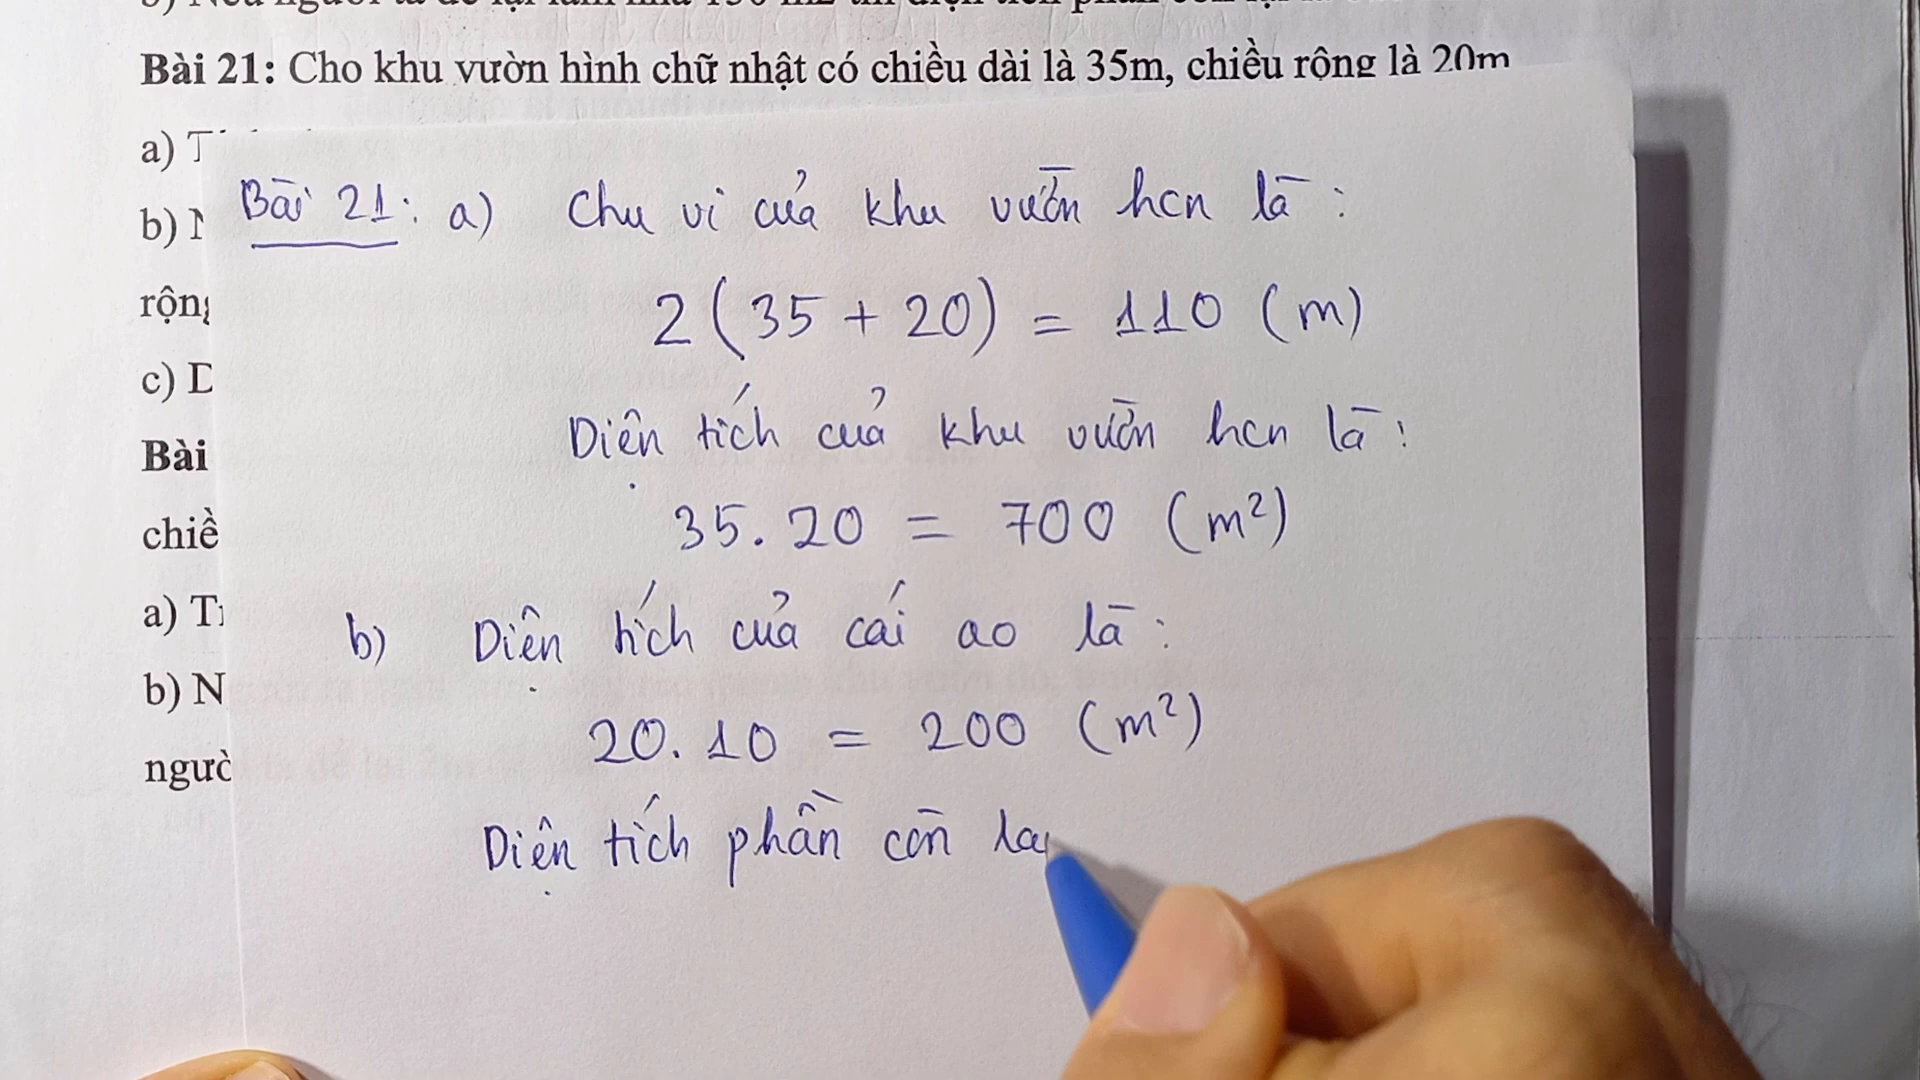 Bài 21: Cho khu vườn hình chữ nhật có chiều dài là 35m, chiều rộng là 20m
a)
b)
rộng
c)
Bài
chiề
a)
b) N
ngườ
Bài 21: a) Chu vi của khu vườn hcn là:
2(35 + 20) = 110 (m)
Diện tích của khu vườn hcn là:
35.20 = 700 (m²)
b) Diện tích của cái ao là:
20.10 = 200 (m²)
Diện tích phần còn lại